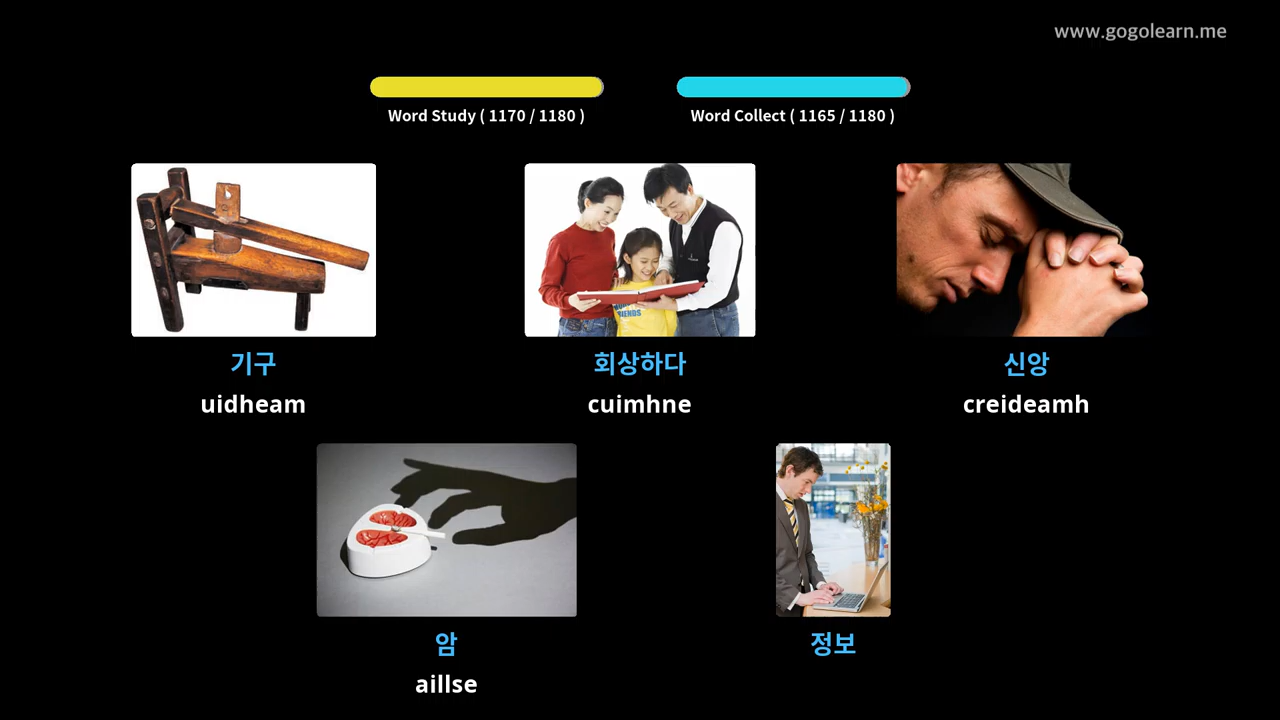 www.gogolearn.me
Word Study ( 1170 / 1180 )
Word Collect ( 1165 / 1180 )
기구
회상하다
신앙
uidheam
cuimhne
creideamh
암
정보
aillse